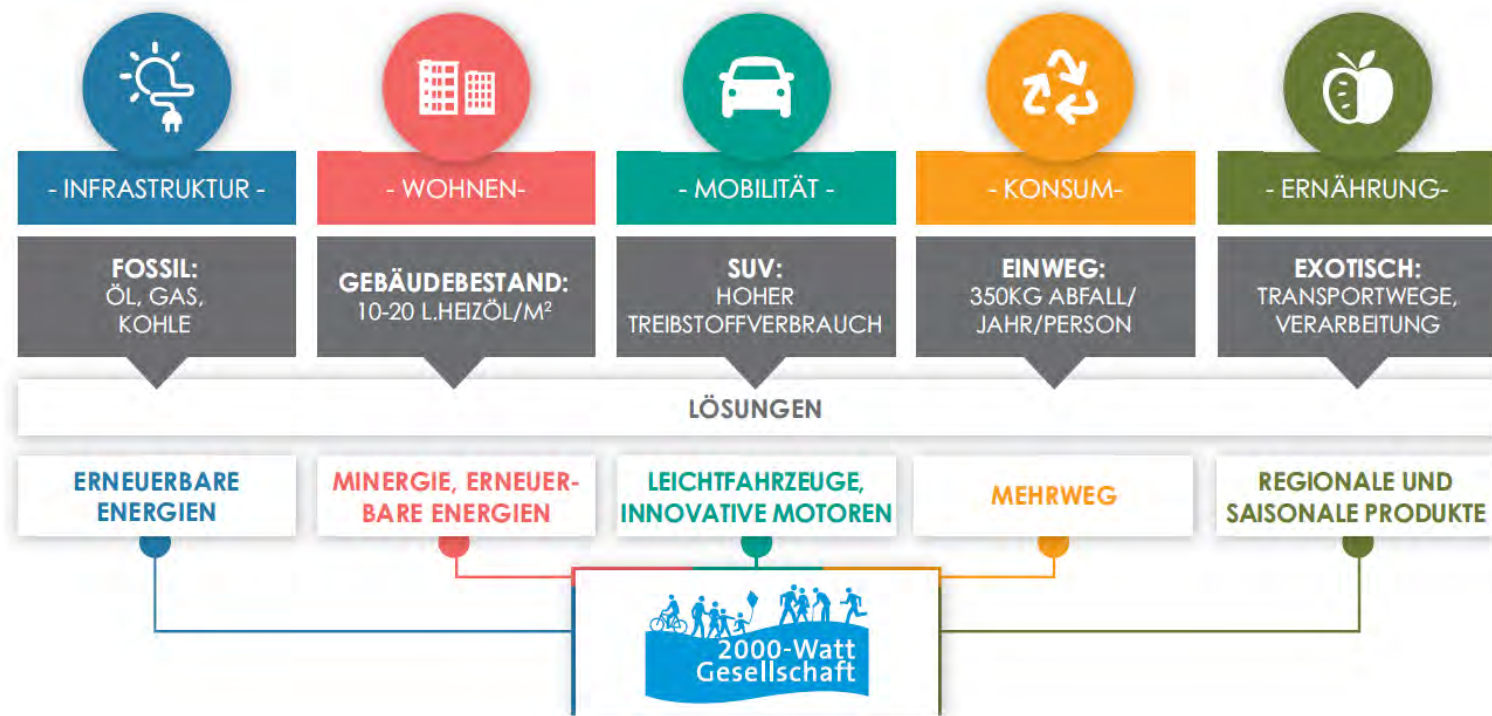 - INFRASTRUKTUR -
- WOHNEN-
- MOBILITÄT -
- KONSUM-
- ERNÄHRUNG-
FOSSIL:
ÖL, GAS,
KOHLE
GEBÄUDEBESTAND:
10-20 L.HEIZÖL/M²
SUV:
HOHER
TREIBSTOFFVERBRAUCH
EINWEG:
350KG ABFALL/
JAHR/PERSON
EXOTISCH:
TRANSPORTWEGE,
VERARBEITUNG
LÖSUNGEN
ERNEUERBARE
ENERGIEN
MINERGIE, ERNEUER-
BARE ENERGIEN
LEICHTFAHRZEUGE,
INNOVATIVE MOTOREN
MEHRWEG
REGIONALE UND
SAISONALE PRODUKTE
2000-Watt
Gesellschaft